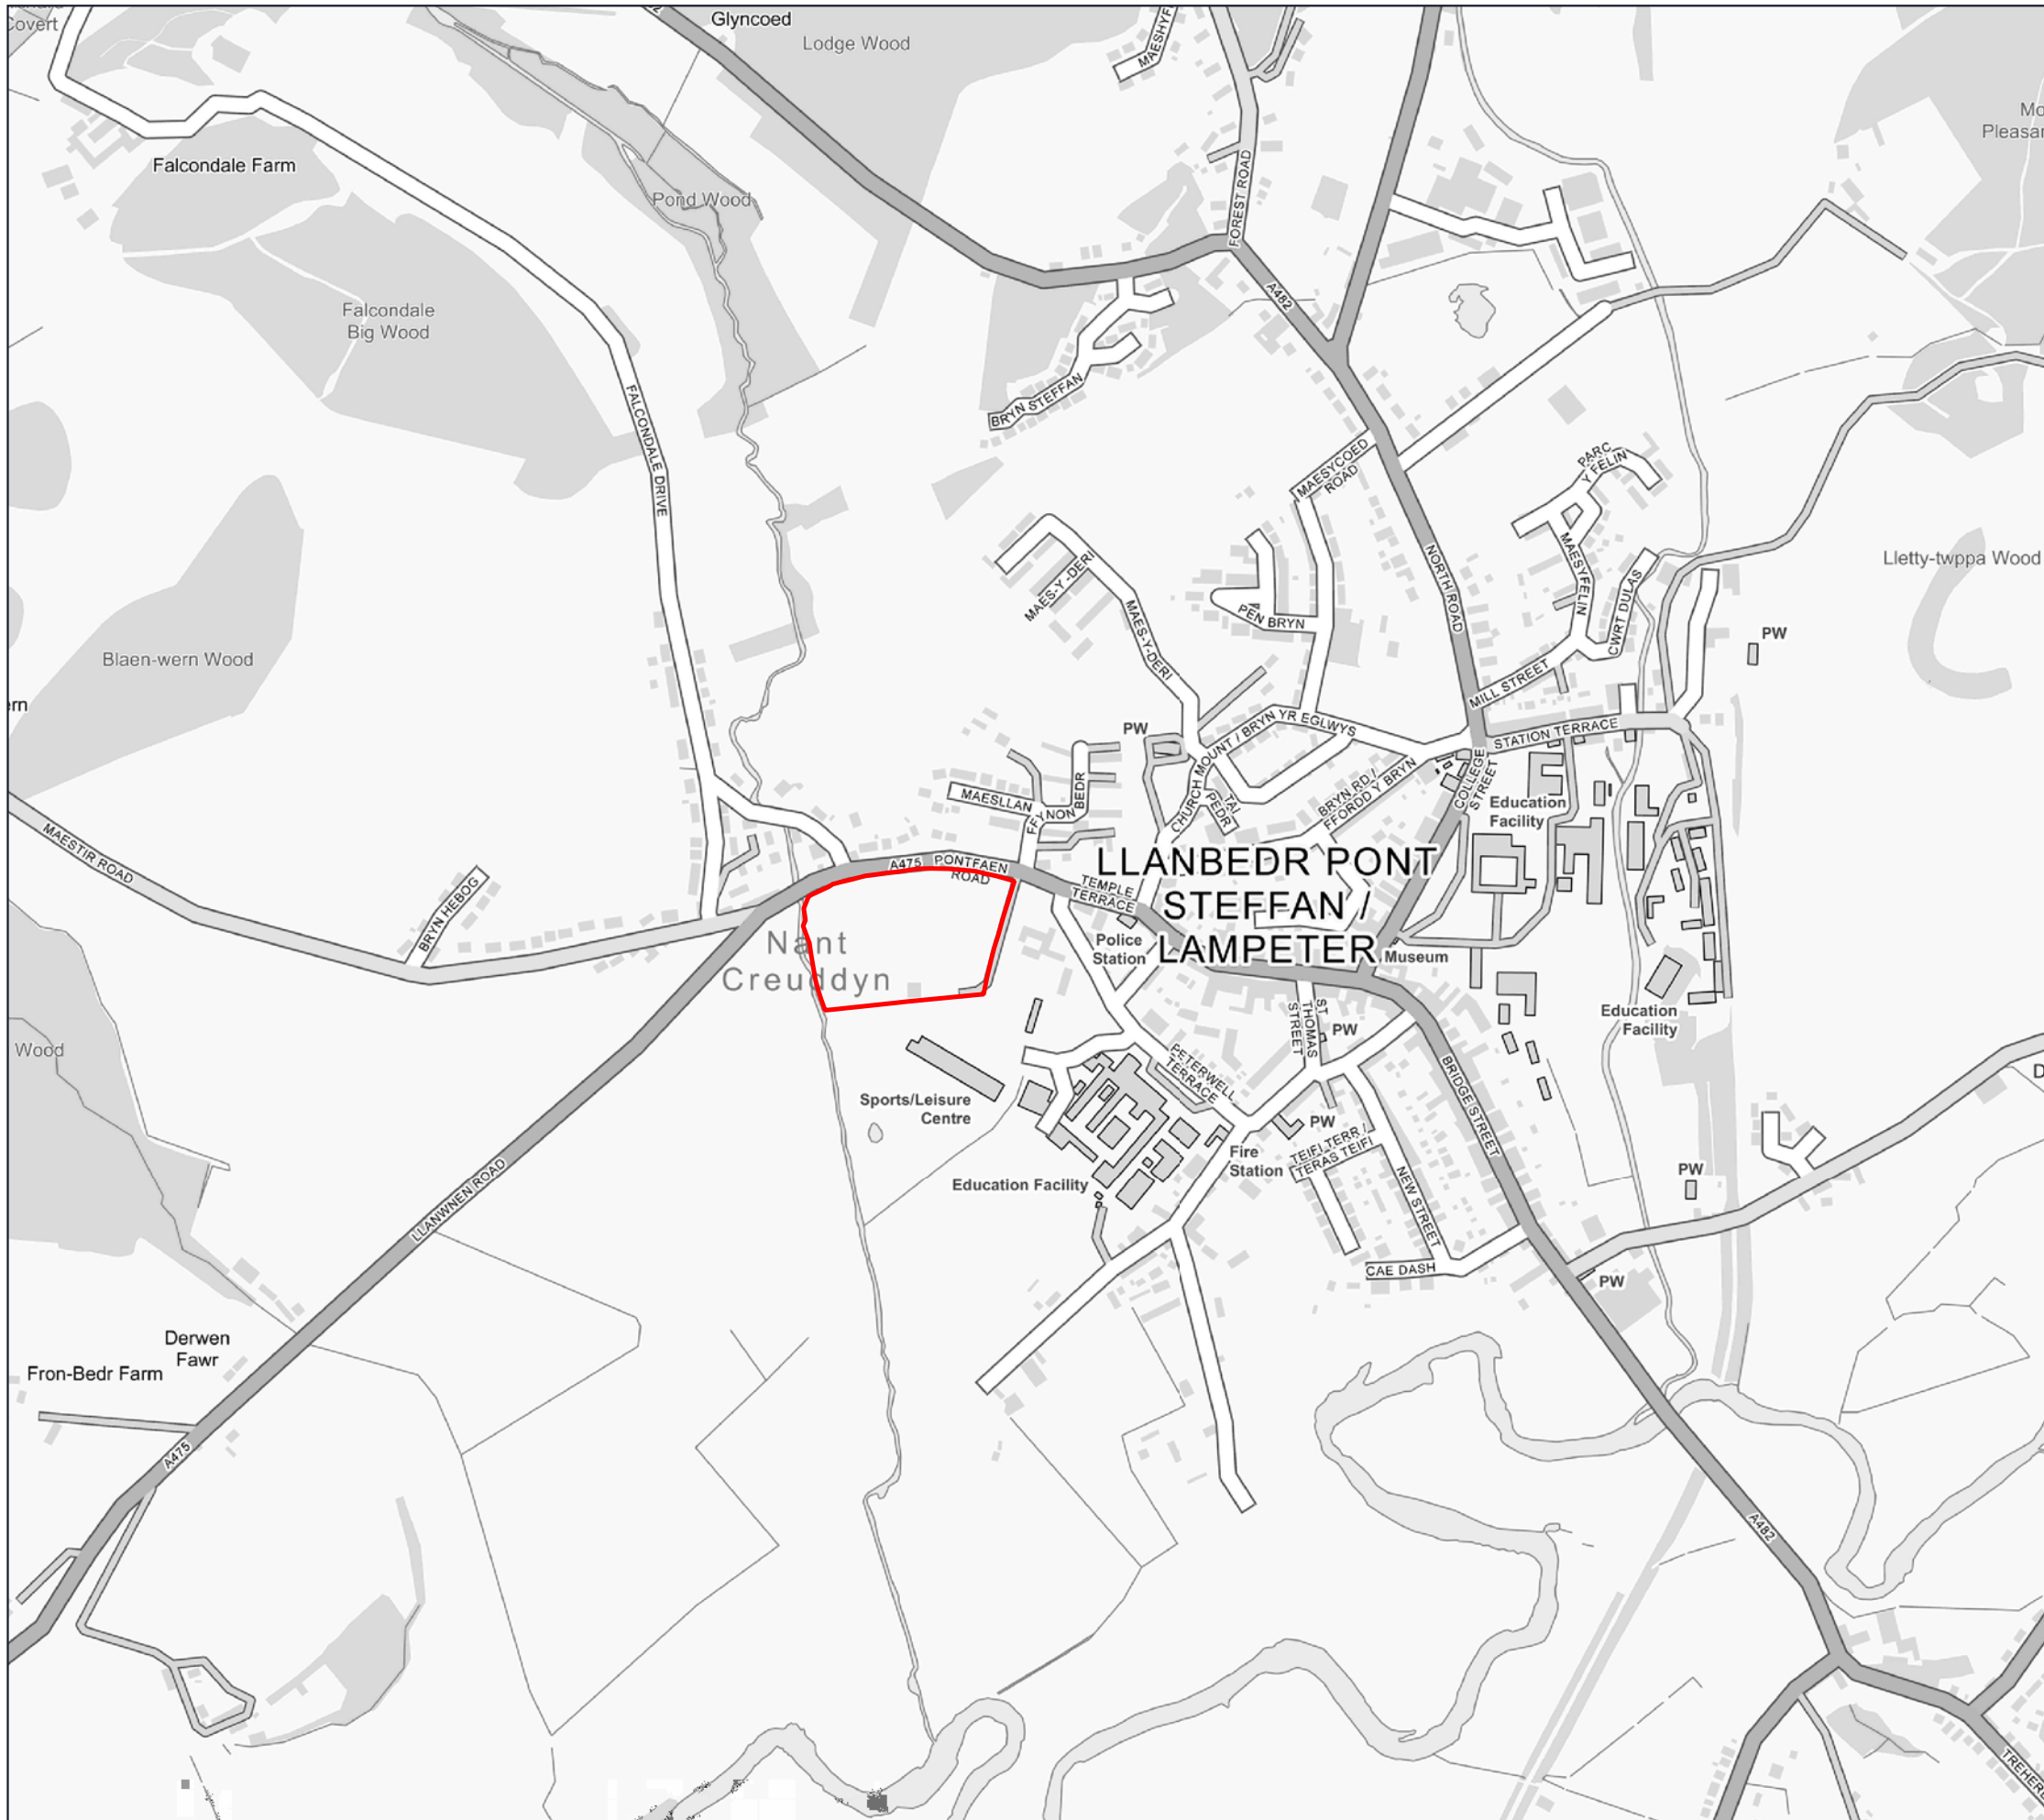 Covert
Glyncoed
Lodge Wood
MAESHYF
Falcondale Farm
Pond Wood
FOREST ROAD
Falcondale
Big Wood
A482
BRYN STEFFAN
FALCONDALE DRIVE
MAESYCOED
ROAD
PARC
Y FELIN
Lletty-twppa Wood
NORTH ROAD
MAESYFELIN
CWRT DULAS
MAES-Y-DERI
MAES-Y-DERI
PEN BRYN
PW
Blaen-wern Wood
MILL STREET
STATION TERRACE
CHURCH MOUNT / BRYN YR EGLWYS
PW
BRYN RD /
FFORDD Y BRYN
COLLEGE
STREET
TAI
PEDR
MAESLLAN
FFYNON
BEDR
Education
Facility
MAESTIR ROAD
BRYN HEBOG
A475
PONTFAEN
ROAD
TEMPLE
TERRACE
LLANBEDR PONT
STEFFAN /
LAMPETER
Police
Station
Museum
Nant
Creuddyn
Education
Facility
ST
THOMAS
STREET
PW
Wood
PETERWELL
TERRACE
BRIDGE STREET
Sports/Leisure
Centre
PW
Fire
Station
TEIFI TERR /
TERAS TEIFI
NEW STREET
Education Facility
PW
LLANWNEN ROAD
CAE DASH
PW
Derwen
Fawr
Fron-Bedr Farm
A475
A482
TREHER